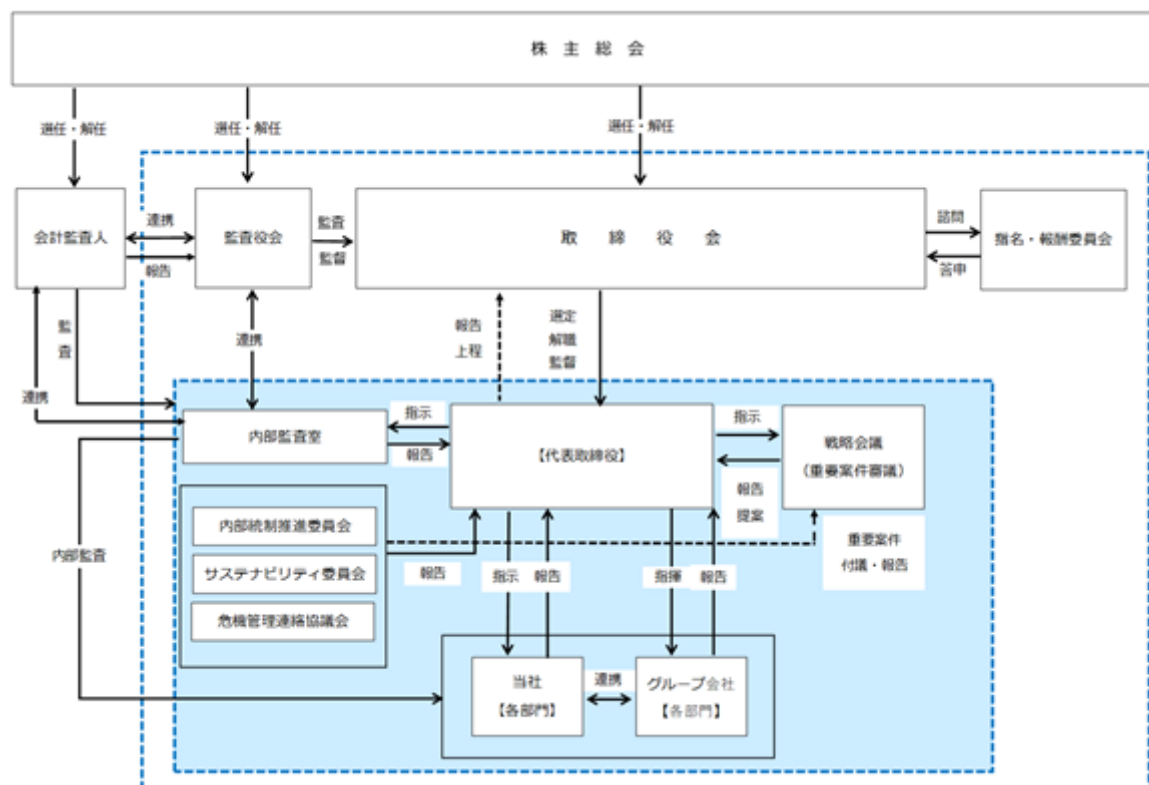 株主総会
選任・解任
選任・解任
選任・解任
会計監査人
連携
報告
監査役会
監査
監督
取締役会
諮問
答申
指名・報酬委員会
監
査
連携
連携
報告
上程
選定
解職
監督
内部監査室
指示
報告
【代表取締役】
指示
報告
提案
戦略会議
(重要案件審議)
内部統制推進委員会
サステナビリティ委員会
危機管理連絡協議会
内部監査
報告
指示
報告
指揮
報告
重要案件
付議・報告
当社
【各部門】
連携
グループ会社
【各部門】